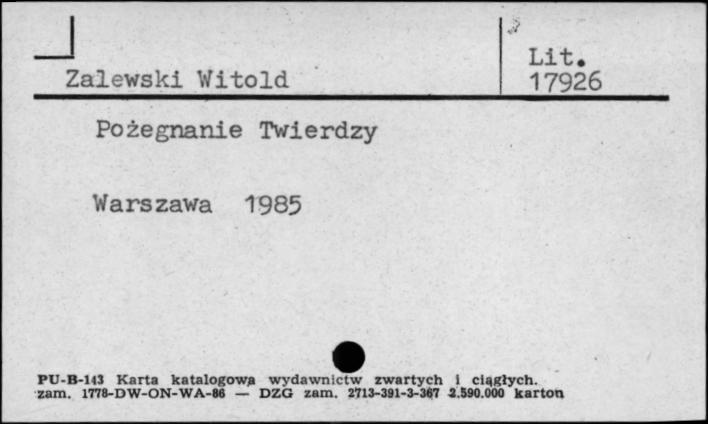 Lit.
Zalewski Witold 17926
Pożegnanie Twierdzy
Warszawa 1985
PU-B-143 Karta katalogowa wydawnictw zwartych i ciągłych.
zam. 1778-DW-ON-WA-86 — DZG zam. 2713-391-3-367 2.590.000 karton